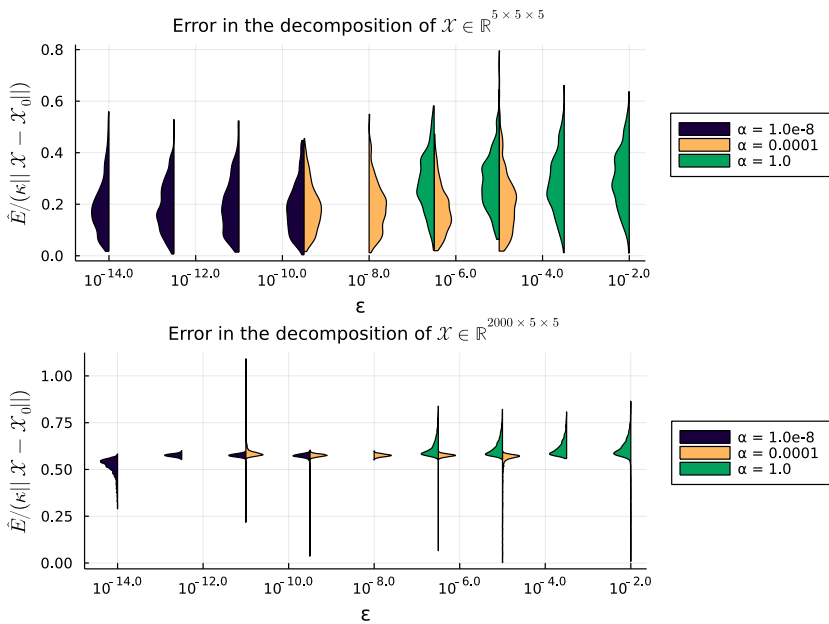 Error in the decomposition of 𝒳 ∈ ℝ^{5 × 5 × 5}
Ê/(κ|| 𝒳 − 𝒳₀||)
0.8
0.6
0.4
0.2
0.0
10^{-14.0} 10^{-12.0} 10^{-10.0} 10^{-8.0} 10^{-6.0} 10^{-4.0} 10^{-2.0}
ε
α = 1.0e-8
α = 0.0001
α = 1.0
Error in the decomposition of 𝒳 ∈ ℝ^{2000 × 5 × 5}
Ê/(κ|| 𝒳 − 𝒳₀||)
1.00
0.75
0.50
0.25
0.00
10^{-14.0} 10^{-12.0} 10^{-10.0} 10^{-8.0} 10^{-6.0} 10^{-4.0} 10^{-2.0}
ε
α = 1.0e-8
α = 0.0001
α = 1.0